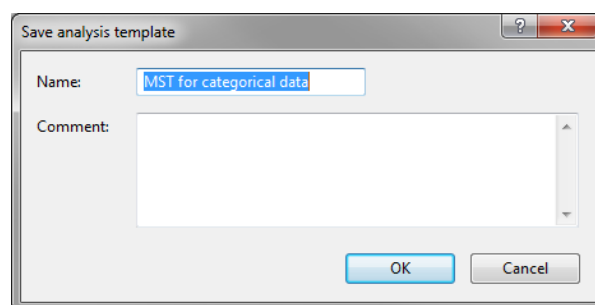 Save analysis template
Name: MST for categorical data
Comment:
OK Cancel